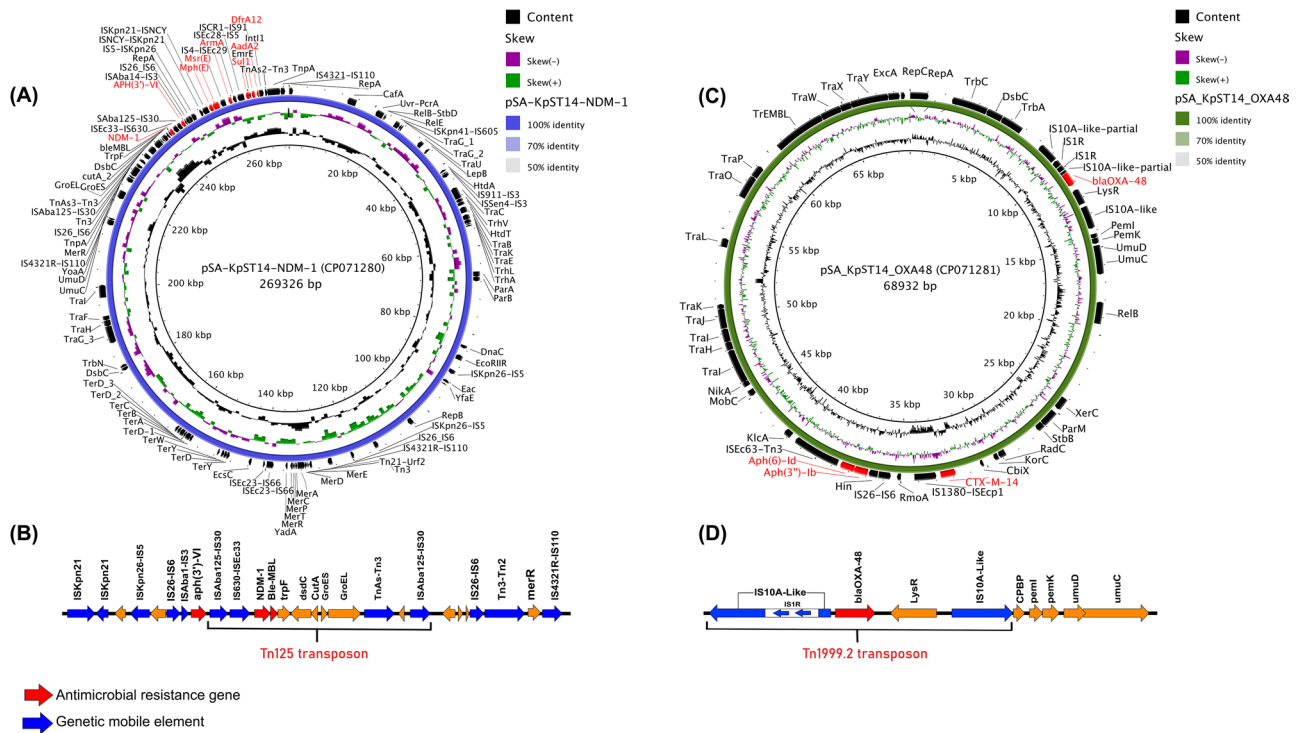 (A)
Content
Skew
Skew(-)
Skew(+)
pSA-KpST14-NDM-1
100% identity
70% identity
50% identity
DfrA12
ISCR1-IS91
ISEc28-IS5
IntI1
ISKpn21-ISNCY
ArmA
AadA2
ISNCY-ISKpn21
IS4-ISEc29
EmrE
IS5-ISKpn26
Msr(E)
Sul1
RepA
Mph(E)
TnAs2-Tn3
TnpA
IS26_IS6
ISAba14-IS3
APH(3')-VI
IS4321-IS110
RepA
CafA
Uvr-PcrA
RelB-StbD
RelE
ISKpn41-IS605
TraG_1
TraG_2
TraU
LepB
HtdA
IS911-IS3
ISSen4-IS3
TraC
TrhV
HtdT
TraB
TraK
TraE
TrhL
TrhA
ParA
ParB
DnaC
EcoRIIR
ISKpn26-IS5
Eac
YfaE
RepB
ISKpn26-IS5
IS26_IS6
IS4321R-IS110
Tn21-Urf2
Tn3
MerE
MerD
MerA
MerC
MerP
MerT
MerR
YadA
ISEc23-IS66
ISEc23-IS66
EcsC
TerY
TerD
TerY
TerW
TerD-1
TerA
TerB
TerC
TerD_2
TerD_3
DsbC
TrbN
TraG_3
TraH
TraF
TraI
UmuC
UmuD
YoaA
IS4321R-IS110
MerR
TnpA
IS26_IS6
Tn3
ISAba125-IS30
TnAs3-Tn3
GroEL
GroES
cutA_2
DsbC
TrpF
bleMBL
NDM-1
ISEc33-IS630
SAba125-IS30
20 kbp
40 kbp
60 kbp
80 kbp
100 kbp
120 kbp
140 kbp
160 kbp
180 kbp
200 kbp
220 kbp
240 kbp
260 kbp
pSA-KpST14-NDM-1 (CP071280)
269326 bp
(C)
Content
Skew
Skew(-)
Skew(+)
pSA_KpST14_OXA48
100% identity
70% identity
50% identity
RepC
RepA
TrbC
DsbC
TrbA
IS10A-like-partial
IS1R
IS1R
IS10A-like-partial
blaOXA-48
LysR
IS10A-like
PemI
PemK
UmuD
UmuC
RelB
XerC
ParM
StbB
RadC
KorC
CbiX
CTX-M-14
IS1380-ISEcp1
RmoA
IS26-IS6
Hin
Aph(3")-Ib
Aph(6)-Id
ISEc63-Tn3
KlcA
MobC
NikA
TraI
TraH
TraI
TraJ
TraK
TraL
TraO
TraP
TrEMBL
TraW
TraX
TraY
ExcA
5 kbp
10 kbp
15 kbp
20 kbp
25 kbp
30 kbp
35 kbp
40 kbp
45 kbp
50 kbp
55 kbp
60 kbp
65 kbp
pSA_KpST14_OXA48 (CP071281)
68932 bp
(B)
ISKpn21
ISKpn21
ISKpn26-IS5
IS26-IS6
ISAba1-IS3
aph(3')-VI
ISAba125-IS30
IS630-ISEc33
NDM-1
Ble-MBL
trpF
dsdC
CutA
GroES
GroEL
TnAs-Tn3
ISAba125-IS30
IS26-IS6
Tn3-Tn2
merR
IS4321R-IS110
Tn125 transposon
(D)
IS10A-Like
IS1R
blaOXA-48
LysR
IS10A-Like
CPBP
pemI
pemK
umuD
umuC
Tn1999.2 transposon
Antimicrobial resistance gene
Genetic mobile element